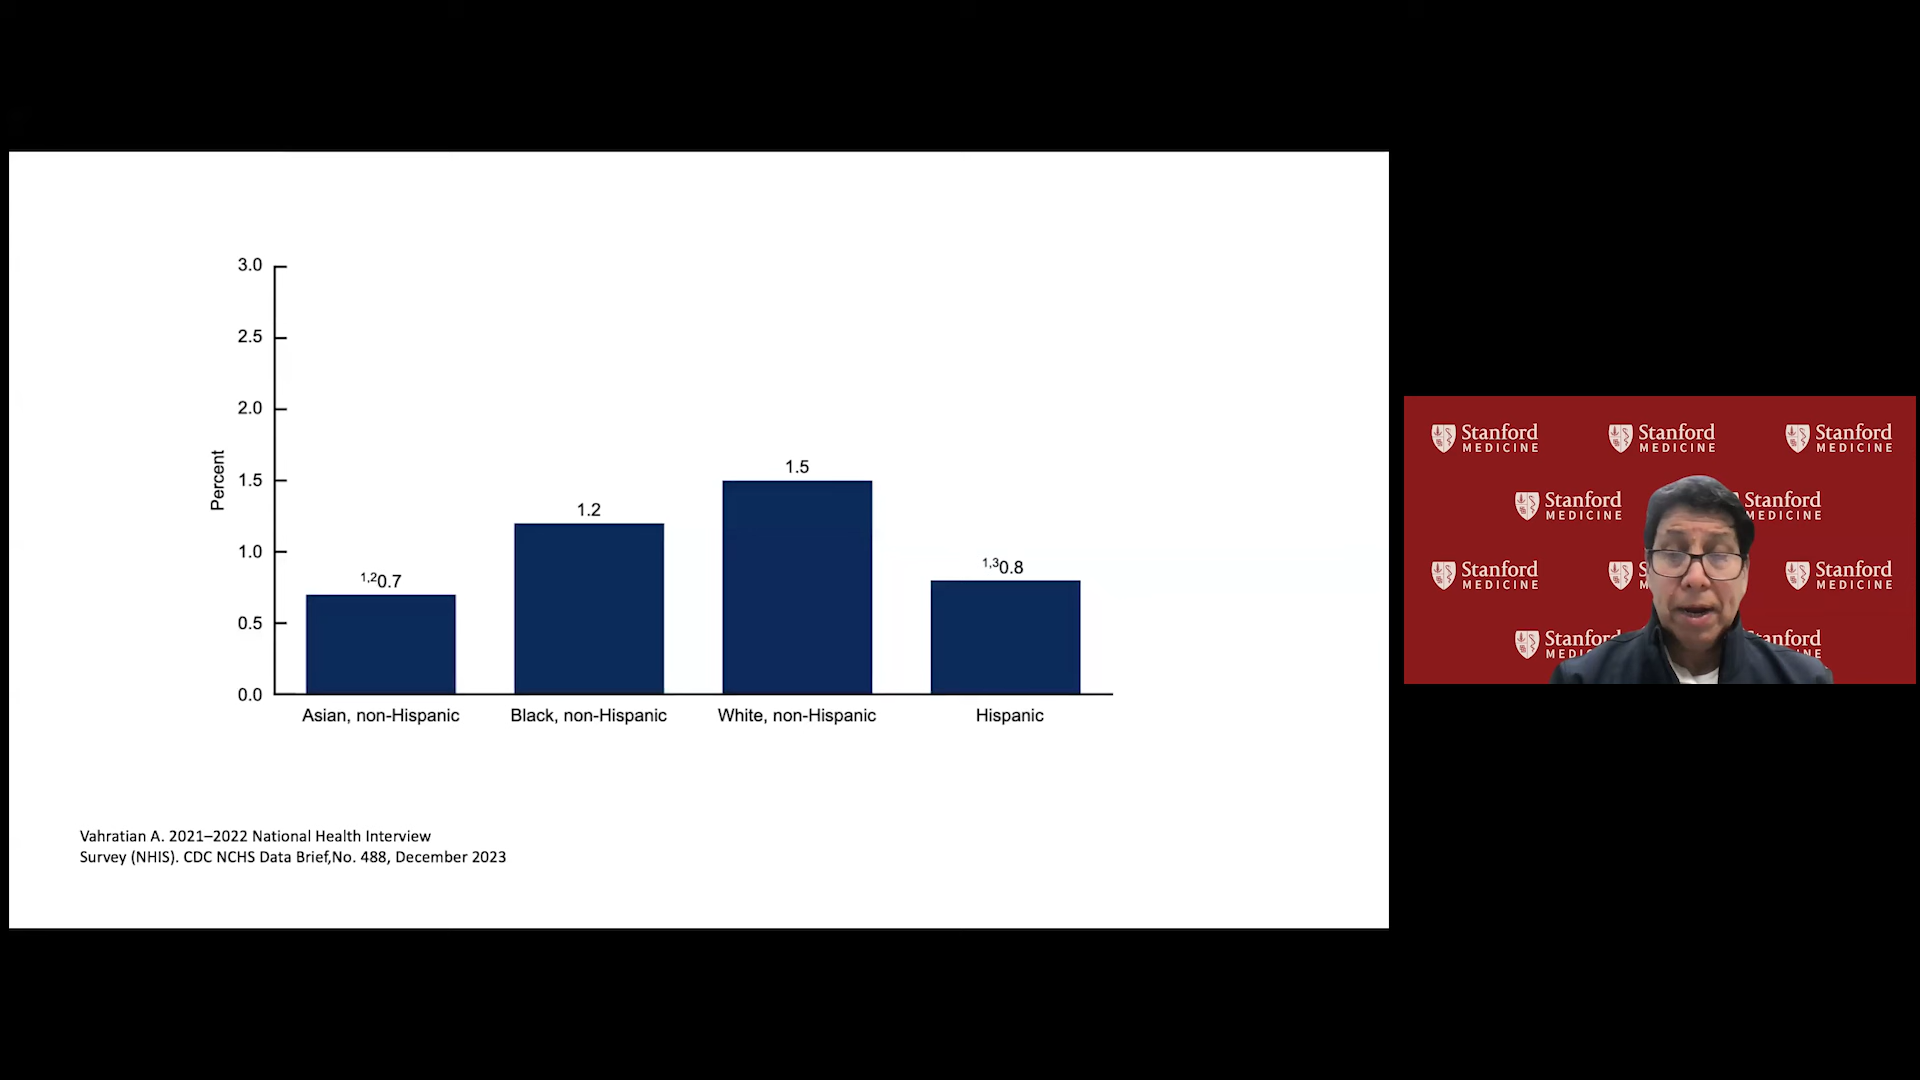 3.0
2.5
2.0
1.5
1.0
0.5
0.0
Percent
1,20.7
1.2
1.5
1,30.8
Asian, non-Hispanic
Black, non-Hispanic
White, non-Hispanic
Hispanic
Vahratian A. 2021–2022 National Health Interview
Survey (NHIS). CDC NCHS Data Brief,No. 488, December 2023
Stanford
MEDICINE
Stanford
MEDICINE
Stanford
MEDICINE
Stanford
MEDICINE
Stanford
MEDICINE
Stanford
MEDICINE
Stanford
MEDICINE